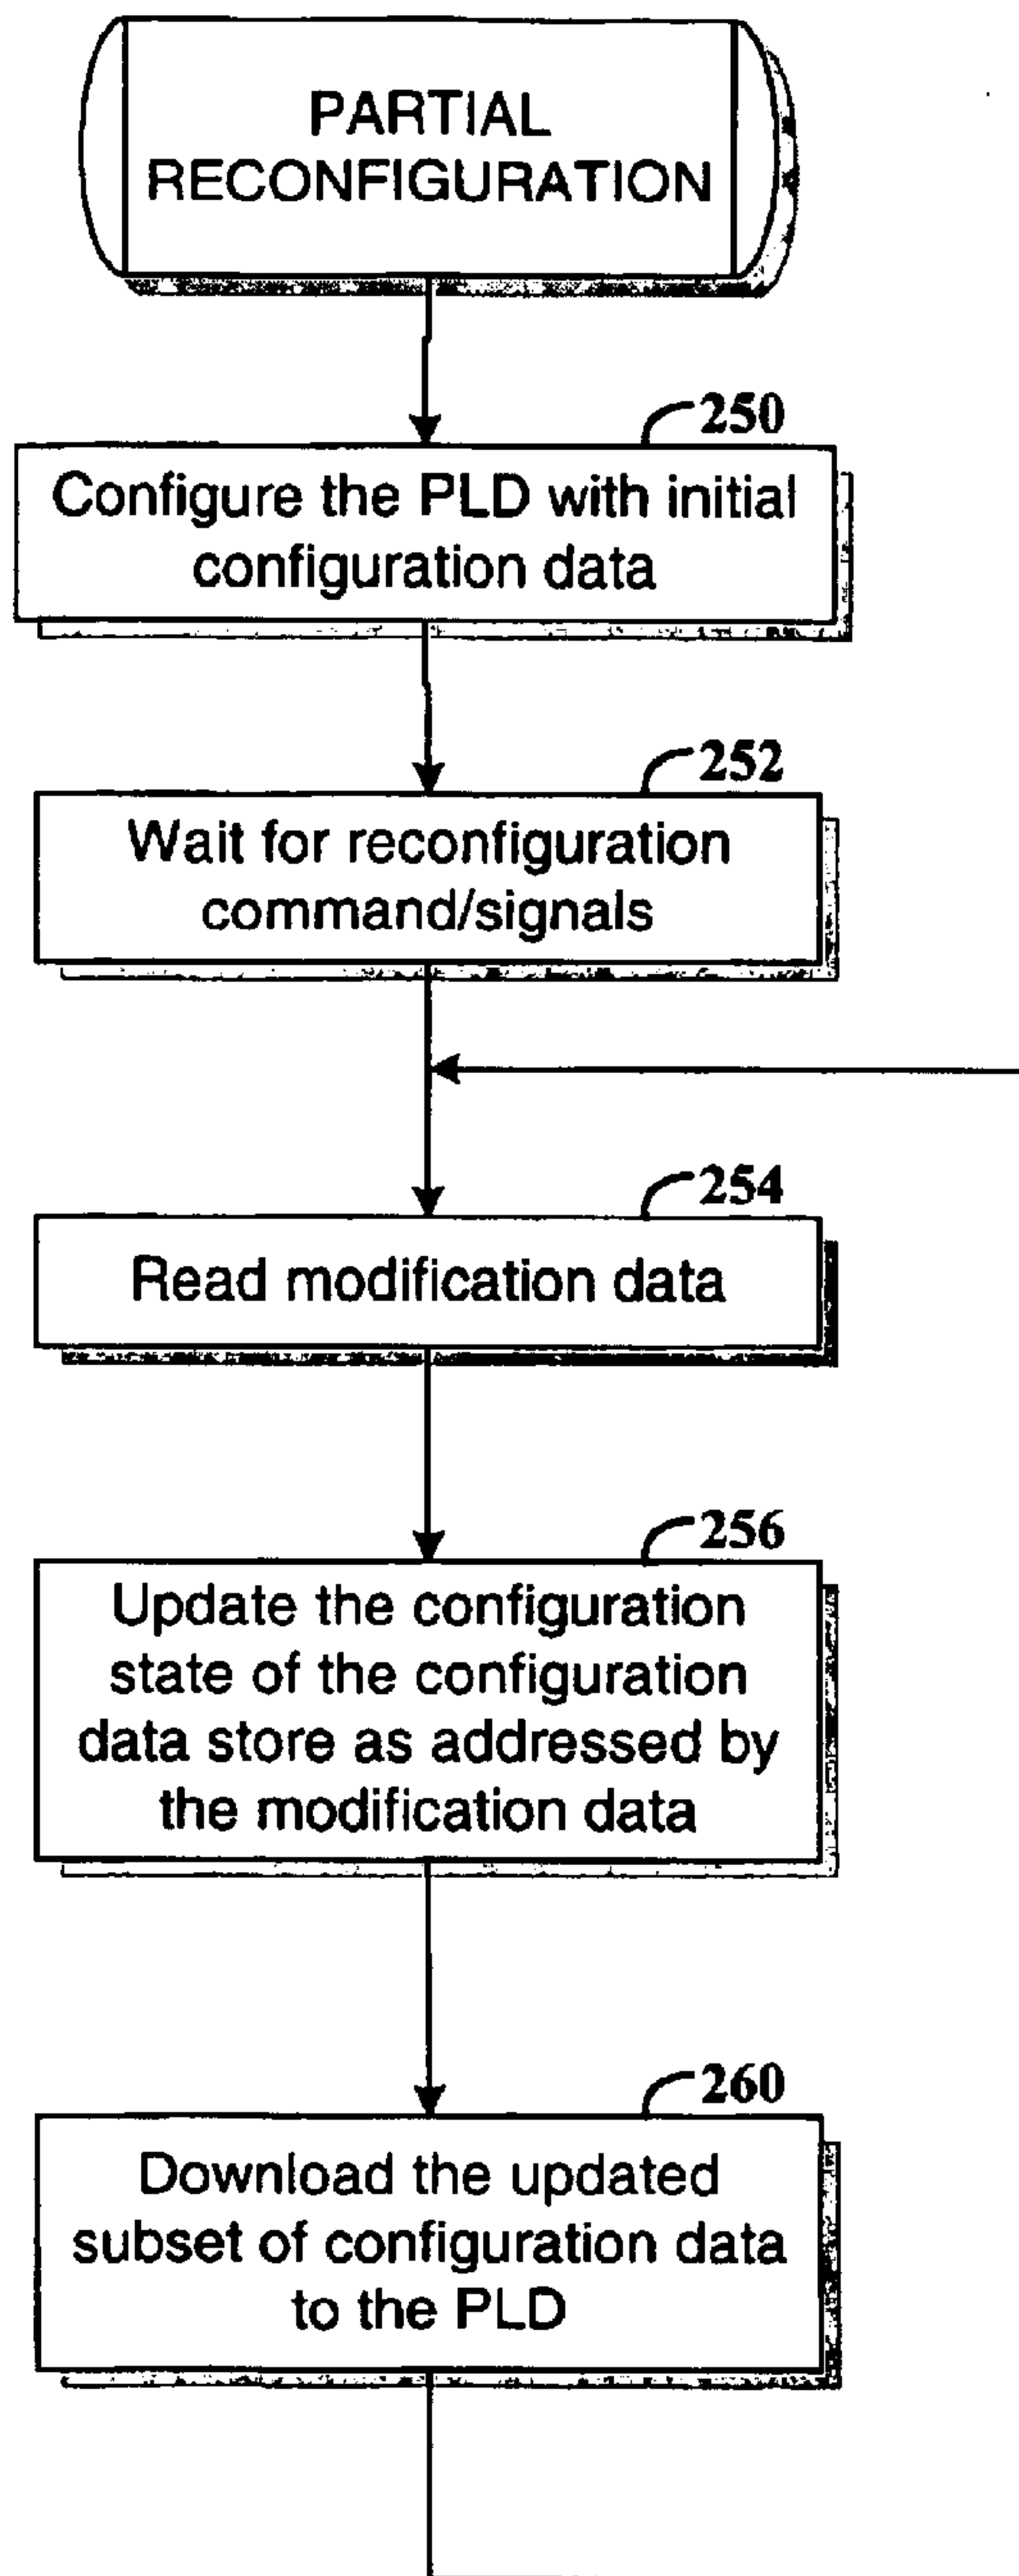 PARTIAL
RECONFIGURATION
250
Configure the PLD with initial
configuration data
252
Wait for reconfiguration
command/signals
254
Read modification data
256
Update the configuration
state of the configuration
data store as addressed by
the modification data
260
Download the updated
subset of configuration data
to the PLD